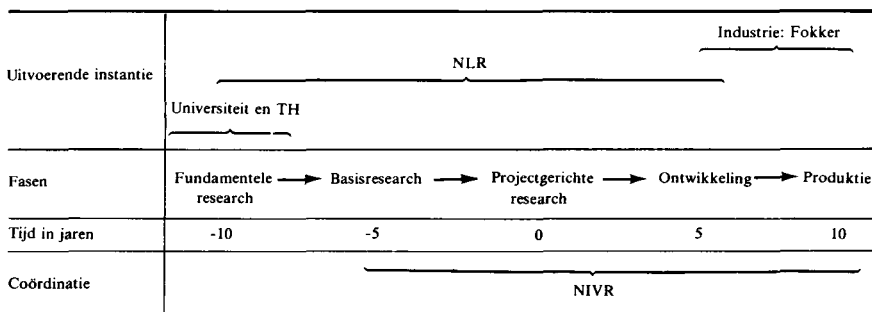 Industrie: Fokker
Uitvoerende instantie
NLR
Universiteit en TH
Fasen
Fundamentele research
Basisresearch
Projectgerichte research
Ontwikkeling
Produktie
Tijd in jaren
-10
-5
0
5
10
Coördinatie
NIVR